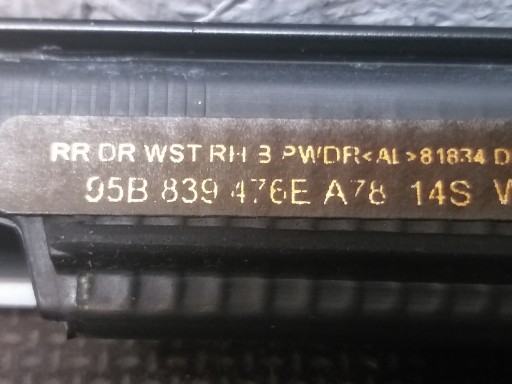 RR DR WST RH B PWDR<AL>81834 D
95B 839 476E A78 14S W